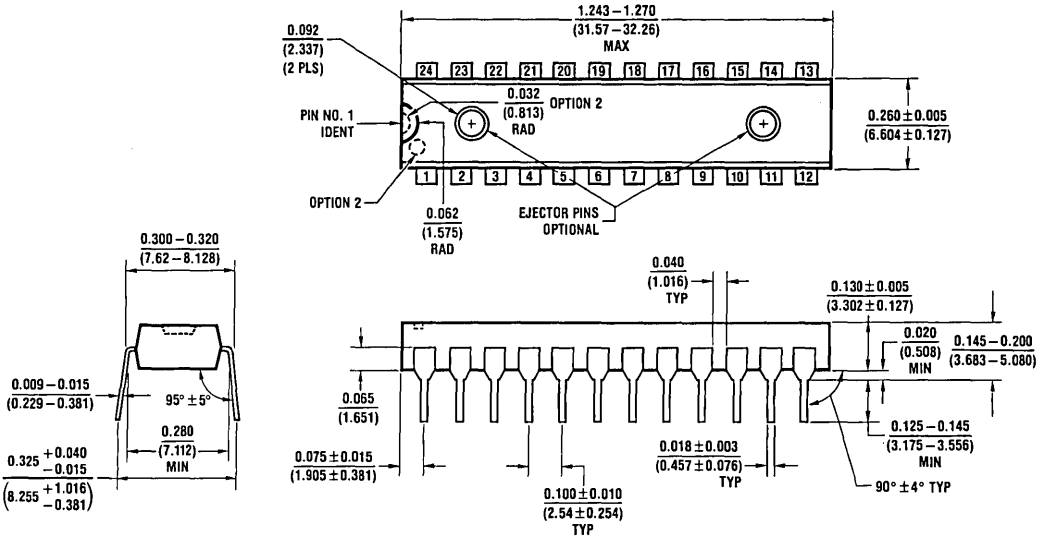 1.243–1.270
(31.57–32.26)
MAX
0.092
(2.337)
(2 PLS)
24 23 22 21 20 19 18 17 16 15 14 13
0.032
(0.813)
RAD
OPTION 2
PIN NO. 1
IDENT
0.260±0.005
(6.604±0.127)
1 2 3 4 5 6 7 8 9 10 11 12
OPTION 2
0.062
(1.575)
RAD
EJECTOR PINS
OPTIONAL
0.300–0.320
(7.62–8.128)
0.040
(1.016)
TYP
0.130±0.005
(3.302±0.127)
0.020
(0.508)
MIN
0.145–0.200
(3.683–5.080)
0.009–0.015
(0.229–0.381)
95°±5°
0.280
(7.112)
MIN
0.325 +0.040
–0.015
(8.255 +1.016
–0.381)
0.065
(1.651)
0.075±0.015
(1.905±0.381)
0.100±0.010
(2.54±0.254)
TYP
0.018±0.003
(0.457±0.076)
TYP
0.125–0.145
(3.175–3.556)
MIN
90°±4° TYP